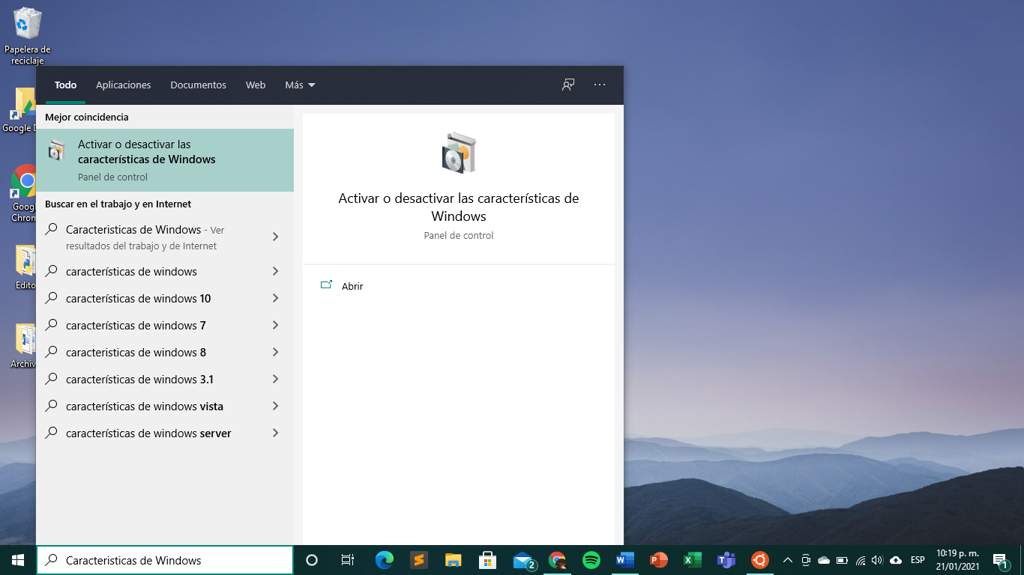 Papelera de
reciclaje
Todo
Aplicaciones
Documentos
Web
Más
Mejor coincidencia
Activar o desactivar las
características de Windows
Panel de control
Buscar en el trabajo y en Internet
Caracteristicas de Windows - Ver
resultados del trabajo y de Internet
características de windows
características de windows 10
características de windows 7
caracteristicas de windows 8
características de windows 3.1
características de windows vista
características de windows server
Activar o desactivar las características de
Windows
Panel de control
Abrir
Google
Chrom
Edito
Archiv
Caracteristicas de Windows
2
ESP
10:19 p. m.
21/01/2021
1